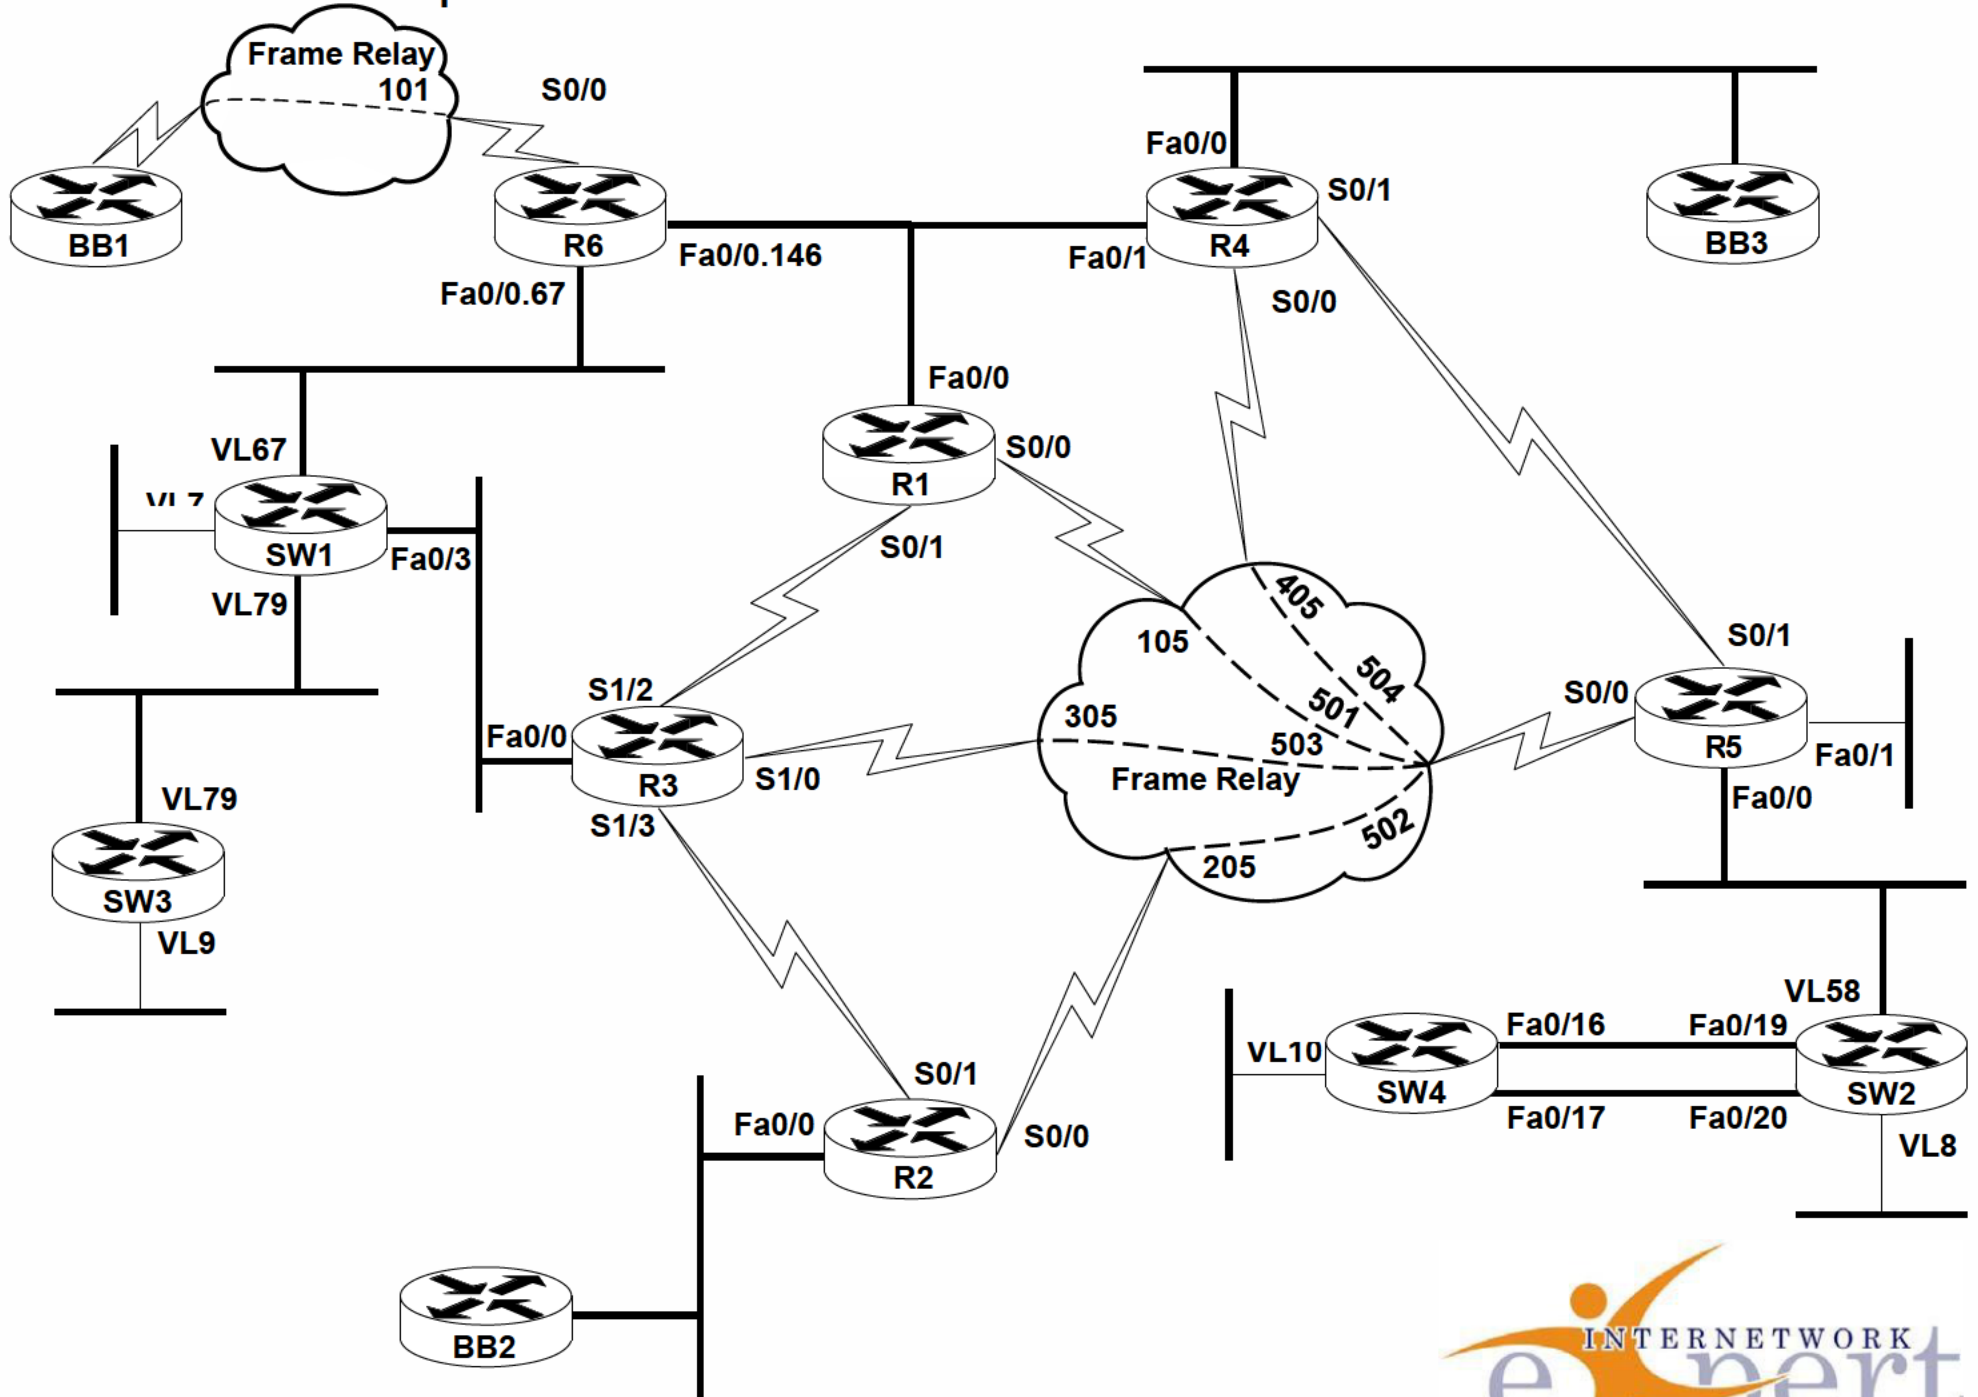 Frame Relay
101
S0/0
BB1
R6
Fa0/0.146
Fa0/0.67
Fa0/0
S0/1
R4
Fa0/1
S0/0
BB3
Fa0/0
S0/0
R1
S0/1
VL67
SW1
Fa0/3
VL79
VL79
SW3
VL9
S1/2
Fa0/0
R3
S1/0
S1/3
405
105
504
501
305
503
Frame Relay
502
205
S0/1
S0/0
R5
Fa0/1
Fa0/0
VL58
Fa0/16
Fa0/19
VL10
SW4
SW2
Fa0/17
Fa0/20
VL8
S0/1
Fa0/0
R2
S0/0
BB2
INTERNETWORK
expert